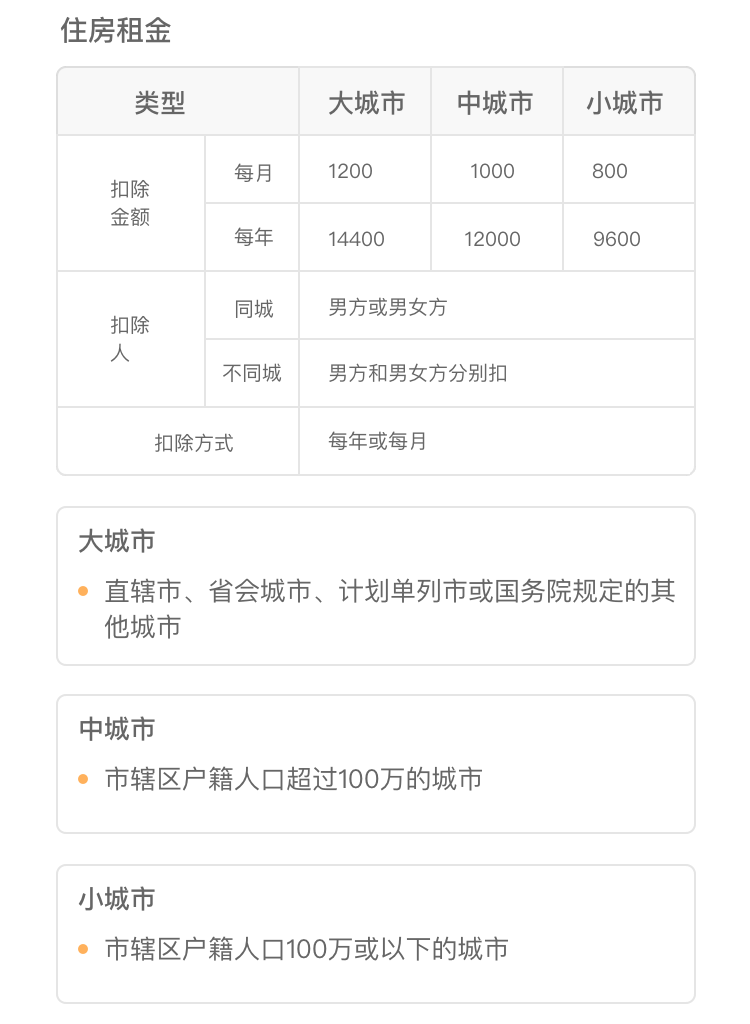 住房租金
类型 大城市 中城市 小城市
扣除
金额
每月 1200 1000 800
每年 14400 12000 9600
扣除
人
同城 男方或男女方
不同城 男方和男女方分别扣
扣除方式 每年或每月
大城市
直辖市、省会城市、计划单列市或国务院规定的其
他城市
中城市
市辖区户籍人口超过100万的城市
小城市
市辖区户籍人口100万或以下的城市